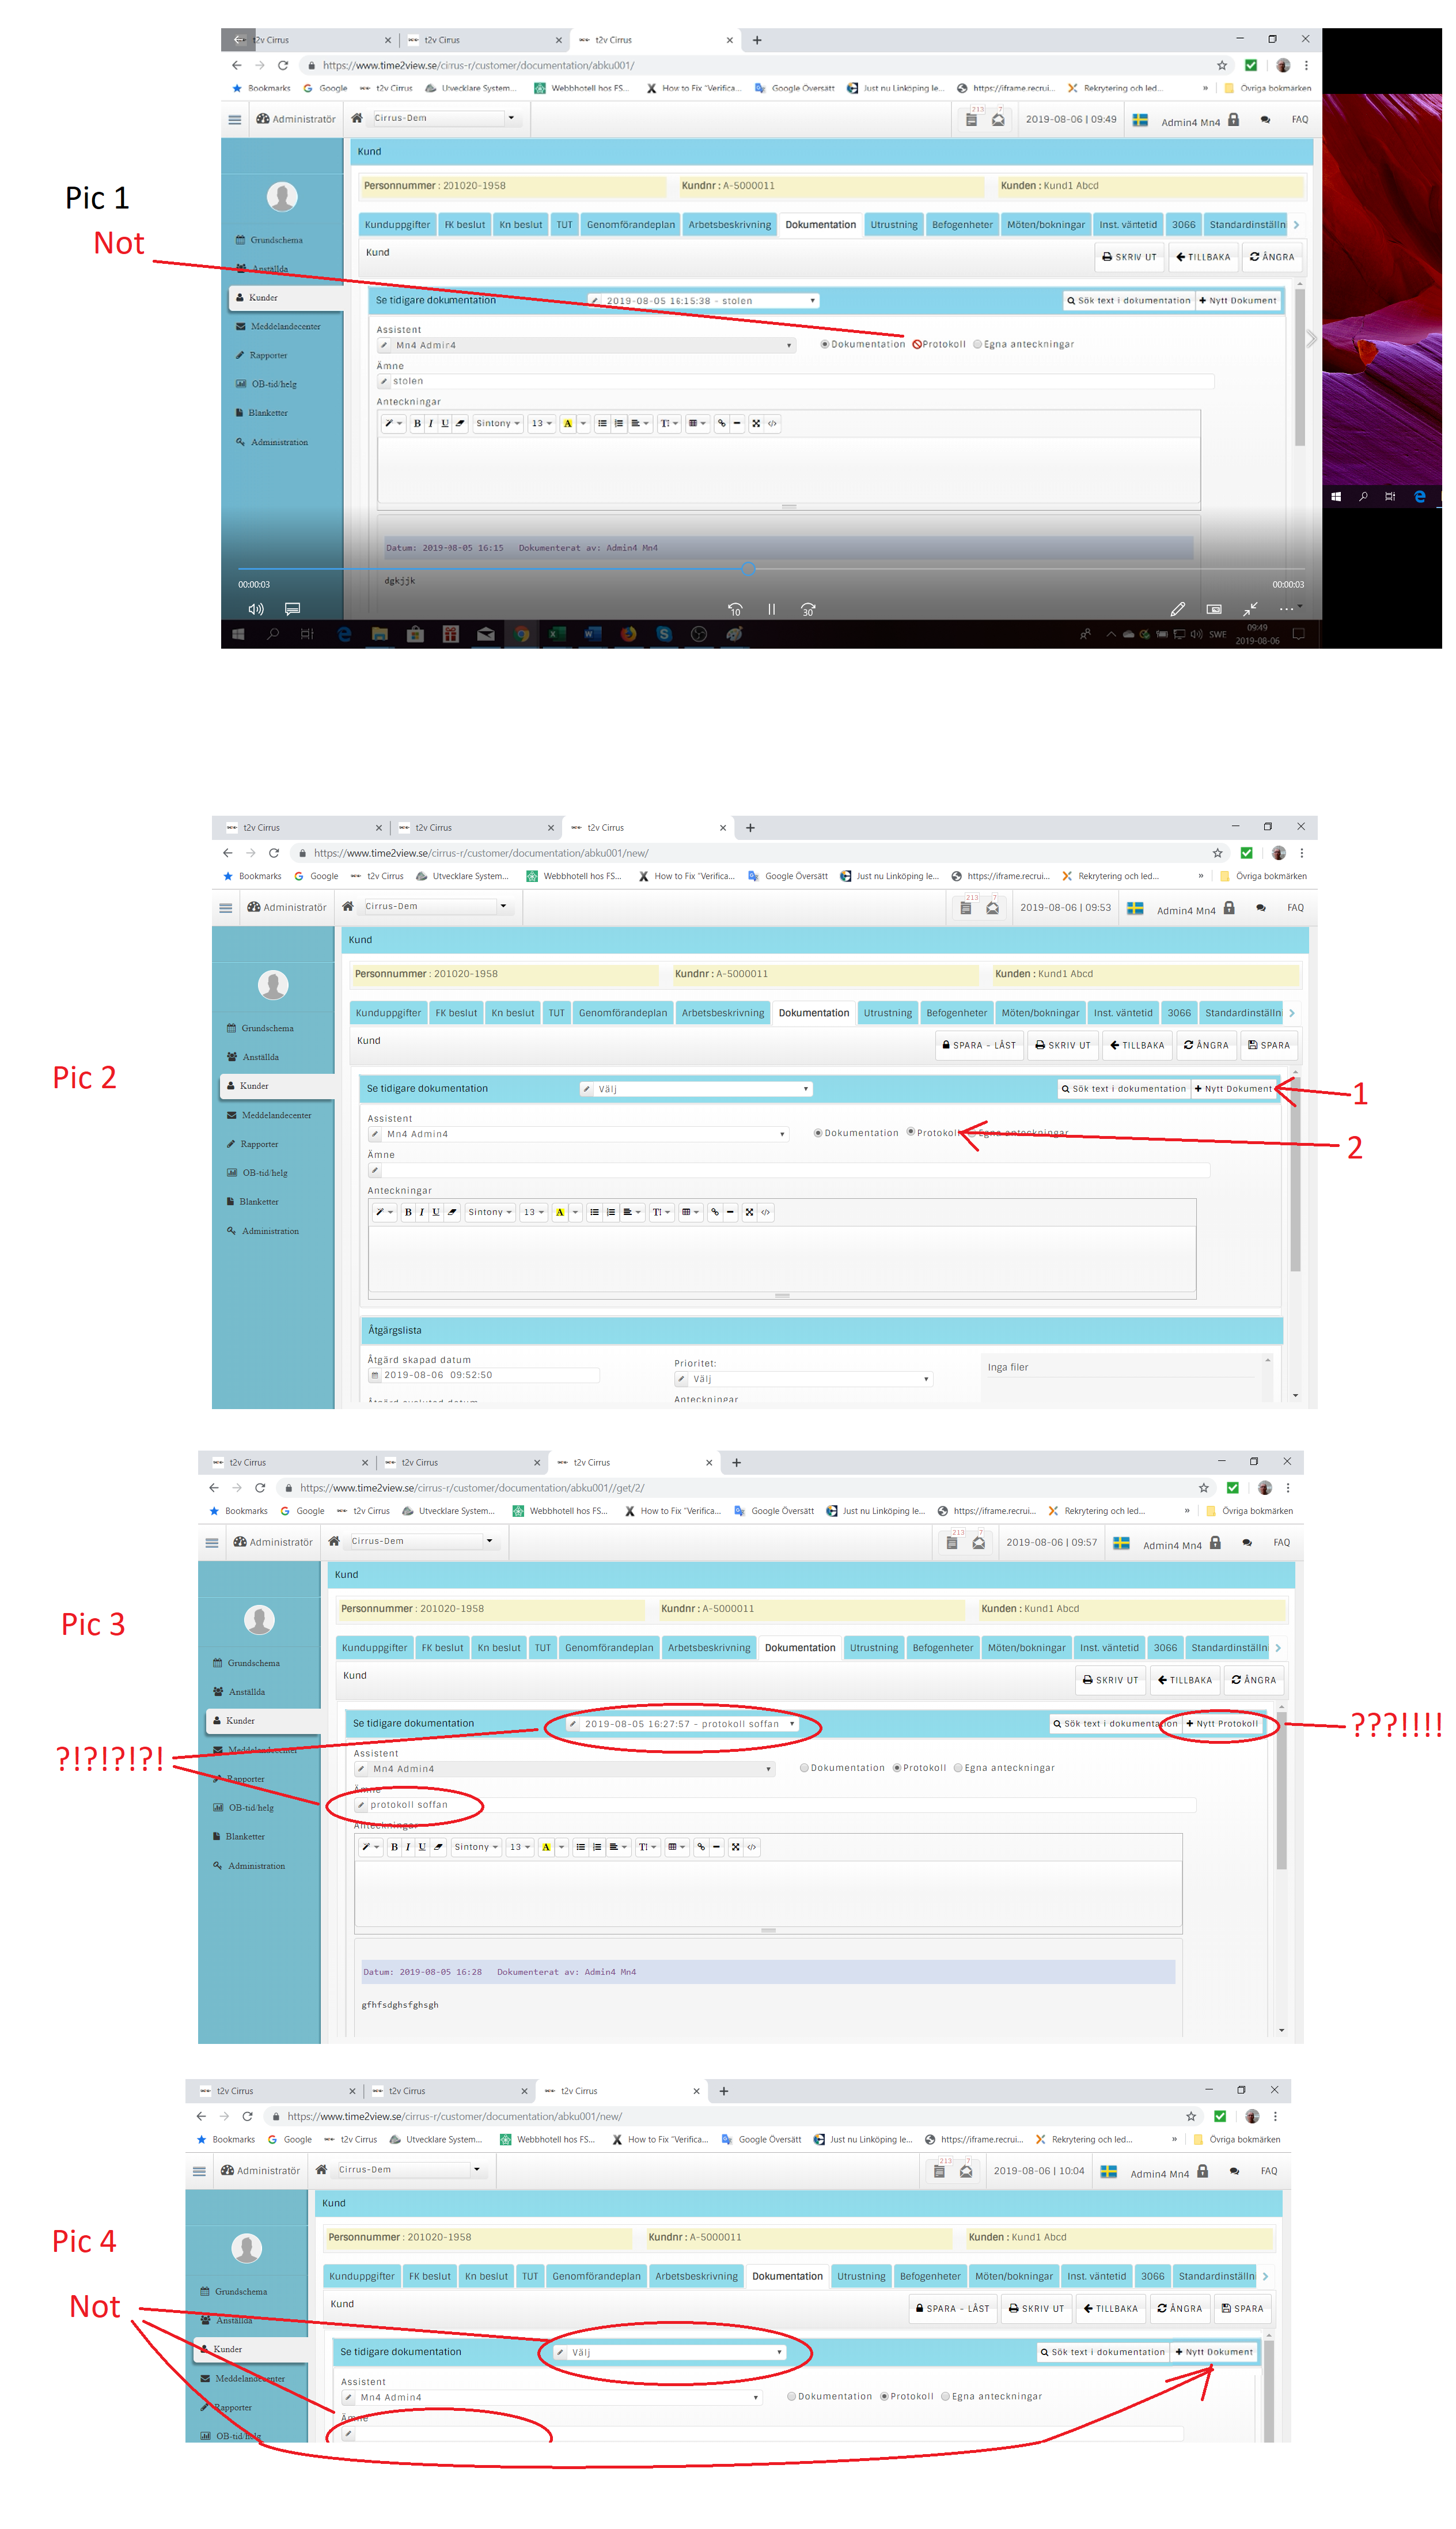 t2v Cirrus t2v Cirrus t2v Cirrus
https://www.time2view.se/cirrus-r/customer/documentation/abku001/
Bookmarks Google t2v Cirrus Utvecklare System... Webbhotell hos FS... How to Fix "Verifica... Google Översätt Just nu Linköping le... https://iframe.recrui... Rekrytering och led... » Övriga bokmärken
Administratör Cirrus-Dem 213 7 2019-08-06 | 09:49 Admin4 Mn4 FAQ
Kund
Pic 1
Not
Personnummer : 201020-1958 Kundnr : A-5000011 Kunden : Kund1 Abcd
Kunduppgifter FK beslut Kn beslut TUT Genomförandeplan Arbetsbeskrivning Dokumentation Utrustning Befogenheter Möten/bokningar Inst. väntetid 3066 Standardinställn
Grundschema
Anställda
Kunder
Meddelandecenter
Rapporter
OB-tid/helg
Blanketter
Administration
Kund SKRIV UT TILLBAKA ÅNGRA
Se tidigare dokumentation 2019-08-05 16:15:38 - stolen Sök text i dokumentation + Nytt Dokument
Assistent
Mn4 Admin4 Dokumentation Protokoll Egna anteckningar
Ämne
stolen
Anteckningar
B I U Sintony 13 A
Datum: 2019-08-05 16:15 Dokumenterat av: Admin4 Mn4
dgkjjk
00:00:03 00:00:03
10 30
SWE 09:49
2019-08-06
t2v Cirrus t2v Cirrus t2v Cirrus
https://www.time2view.se/cirrus-r/customer/documentation/abku001/new/
Bookmarks Google t2v Cirrus Utvecklare System... Webbhotell hos FS... How to Fix "Verifica... Google Översätt Just nu Linköping le... https://iframe.recrui... Rekrytering och led... » Övriga bokmärken
Administratör Cirrus-Dem 213 7 2019-08-06 | 09:53 Admin4 Mn4 FAQ
Kund
Pic 2
Personnummer : 201020-1958 Kundnr : A-5000011 Kunden : Kund1 Abcd
Kunduppgifter FK beslut Kn beslut TUT Genomförandeplan Arbetsbeskrivning Dokumentation Utrustning Befogenheter Möten/bokningar Inst. väntetid 3066 Standardinställn
Grundschema
Anställda
Kunder
Meddelandecenter
Rapporter
OB-tid/helg
Blanketter
Administration
Kund SPARA - LÅST SKRIV UT TILLBAKA ÅNGRA SPARA
Se tidigare dokumentation Välj Sök text i dokumentation + Nytt Dokument 1
Assistent
Mn4 Admin4 Dokumentation Protokoll Egna anteckningar 2
Ämne
Anteckningar
B I U Sintony 13 A
Åtgärgslista
Åtgärd skapad datum Prioritet: Inga filer
2019-08-06 09:52:50 Välj
Åtgärd avslutad datum Anteckningar
t2v Cirrus t2v Cirrus t2v Cirrus
https://www.time2view.se/cirrus-r/customer/documentation/abku001//get/2/
Bookmarks Google t2v Cirrus Utvecklare System... Webbhotell hos FS... How to Fix "Verifica... Google Översätt Just nu Linköping le... https://iframe.recrui... Rekrytering och led... » Övriga bokmärken
Administratör Cirrus-Dem 213 7 2019-08-06 | 09:57 Admin4 Mn4 FAQ
Kund
Pic 3
Personnummer : 201020-1958 Kundnr : A-5000011 Kunden : Kund1 Abcd
Kunduppgifter FK beslut Kn beslut TUT Genomförandeplan Arbetsbeskrivning Dokumentation Utrustning Befogenheter Möten/bokningar Inst. väntetid 3066 Standardinställn
Grundschema
Anställda
Kunder
Meddelandecenter
Rapporter
OB-tid/helg
Blanketter
Administration
Kund SKRIV UT TILLBAKA ÅNGRA
Se tidigare dokumentation 2019-08-05 16:27:57 - protokoll soffan Sök text i dokumentation + Nytt Protokoll ???!!!!
?!?!?!?!
Assistent
Mn4 Admin4 Dokumentation Protokoll Egna anteckningar
Ämne
protokoll soffan
Anteckningar
B I U Sintony 13 A
Datum: 2019-08-05 16:28 Dokumenterat av: Admin4 Mn4
gfhfsdghsfghsgh
t2v Cirrus t2v Cirrus t2v Cirrus
https://www.time2view.se/cirrus-r/customer/documentation/abku001/new/
Bookmarks Google t2v Cirrus Utvecklare System... Webbhotell hos FS... How to Fix "Verifica... Google Översätt Just nu Linköping le... https://iframe.recrui... Rekrytering och led... » Övriga bokmärken
Administratör Cirrus-Dem 213 7 2019-08-06 | 10:04 Admin4 Mn4 FAQ
Kund
Pic 4
Not
Personnummer : 201020-1958 Kundnr : A-5000011 Kunden : Kund1 Abcd
Kunduppgifter FK beslut Kn beslut TUT Genomförandeplan Arbetsbeskrivning Dokumentation Utrustning Befogenheter Möten/bokningar Inst. väntetid 3066 Standardinställn
Grundschema
Anställda
Kunder
Meddelandecenter
Rapporter
OB-tid/helg
Kund SPARA - LÅST SKRIV UT TILLBAKA ÅNGRA SPARA
Se tidigare dokumentation Välj Sök text i dokumentation + Nytt Dokument
Assistent
Mn4 Admin4 Dokumentation Protokoll Egna anteckningar
Ämne